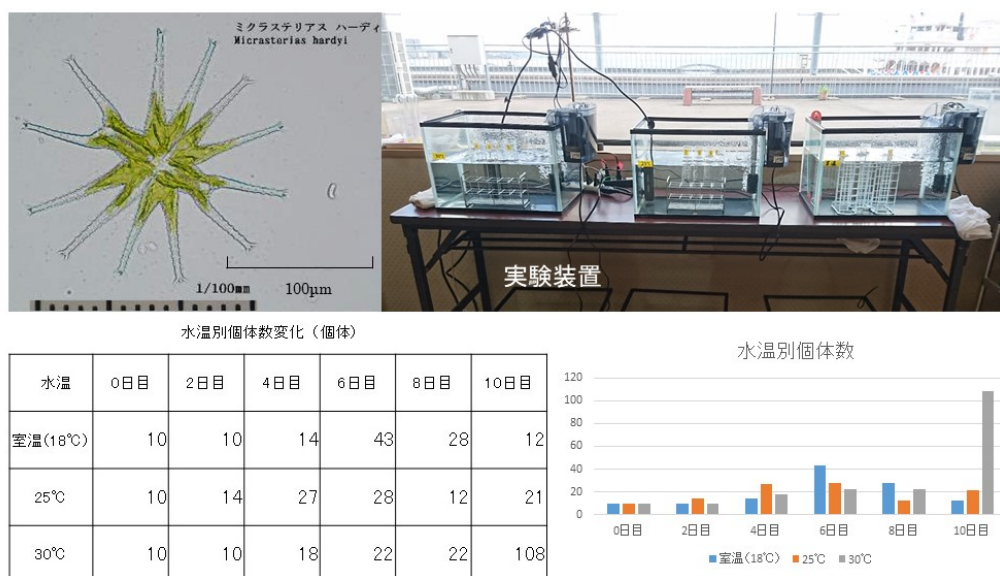 ミクラステリアス ハーディ
Micrasterias hardyi
1/100mm
100μm
実験装置
水温別個体数変化（個体）
水温 0日目 2日目 4日目 6日目 8日目 10日目
室温(18℃) 10 10 14 43 28 12
25℃ 10 14 27 28 12 21
30℃ 10 10 18 22 22 108
水温別個体数
120
100
80
60
40
20
0
0日目 2日目 4日目 6日目 8日目 10日目
室温(18℃) 25℃ 30℃